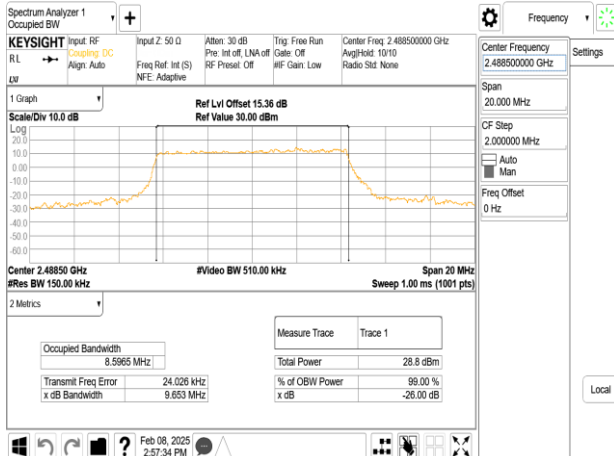 Spectrum Analyzer 1
Occupied BW
Frequency
KEYSIGHT
RL
LXI
Input: RF
Coupling: DC
Align: Auto
Input Z: 50 Ω
Freq Ref: Int (S)
NFE: Adaptive
Atten: 30 dB
Pre: Int off, LNA off
RF Presel: Off
Trig: Free Run
Gate: Off
#IF Gain: Low
Center Freq: 2.488500000 GHz
Avg|Hold: 10/10
Radio Std: None
Center Frequency
2.488500000 GHz
Settings
Span
20.000 MHz
CF Step
2.000000 MHz
Auto
Man
Freq Offset
0 Hz
Local
1 Graph
Scale/Div 10.0 dB
Ref Lvl Offset 15.36 dB
Ref Value 30.00 dBm
Log
20.0
10.0
0.00
-10.0
-20.0
-30.0
-40.0
-50.0
-60.0
Center 2.48850 GHz
#Video BW 510.00 kHz
Span 20 MHz
#Res BW 150.00 kHz
Sweep 1.00 ms (1001 pts)
2 Metrics
Measure Trace Trace 1
Occupied Bandwidth
8.5965 MHz
Total Power 28.8 dBm
Transmit Freq Error 24.026 kHz
% of OBW Power 99.00 %
x dB Bandwidth 9.653 MHz
x dB -26.00 dB
?
Feb 08, 2025
2:57:34 PM